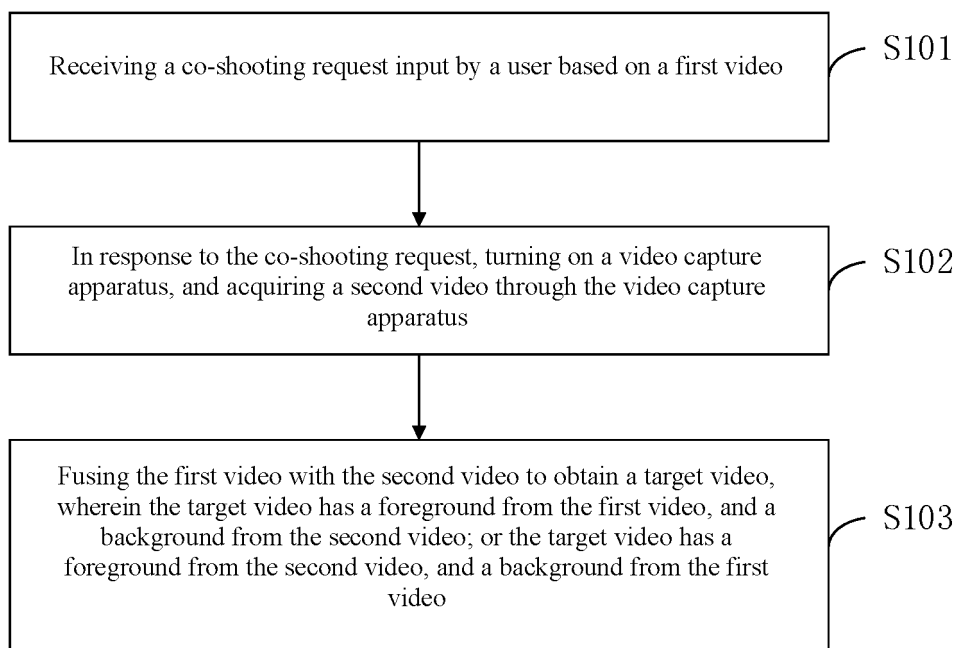 Receiving a co-shooting request input by a user based on a first video
S101
In response to the co-shooting request, turning on a video capture
apparatus, and acquiring a second video through the video capture
apparatus
S102
Fusing the first video with the second video to obtain a target video,
wherein the target video has a foreground from the first video, and a
background from the second video; or the target video has a
foreground from the second video, and a background from the first
video
S103